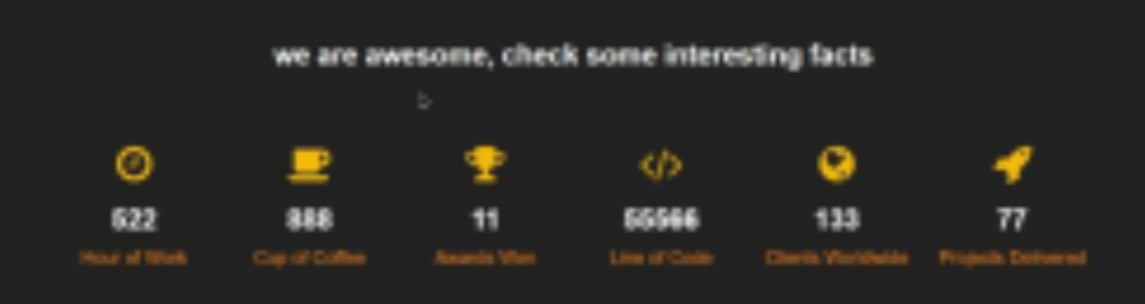 we are awesome, check some interesting facts
522 888 11 55566 133 77
Hour of Work Cup of Coffee Awards Won Line of Code Clients Worldwide Projects Delivered